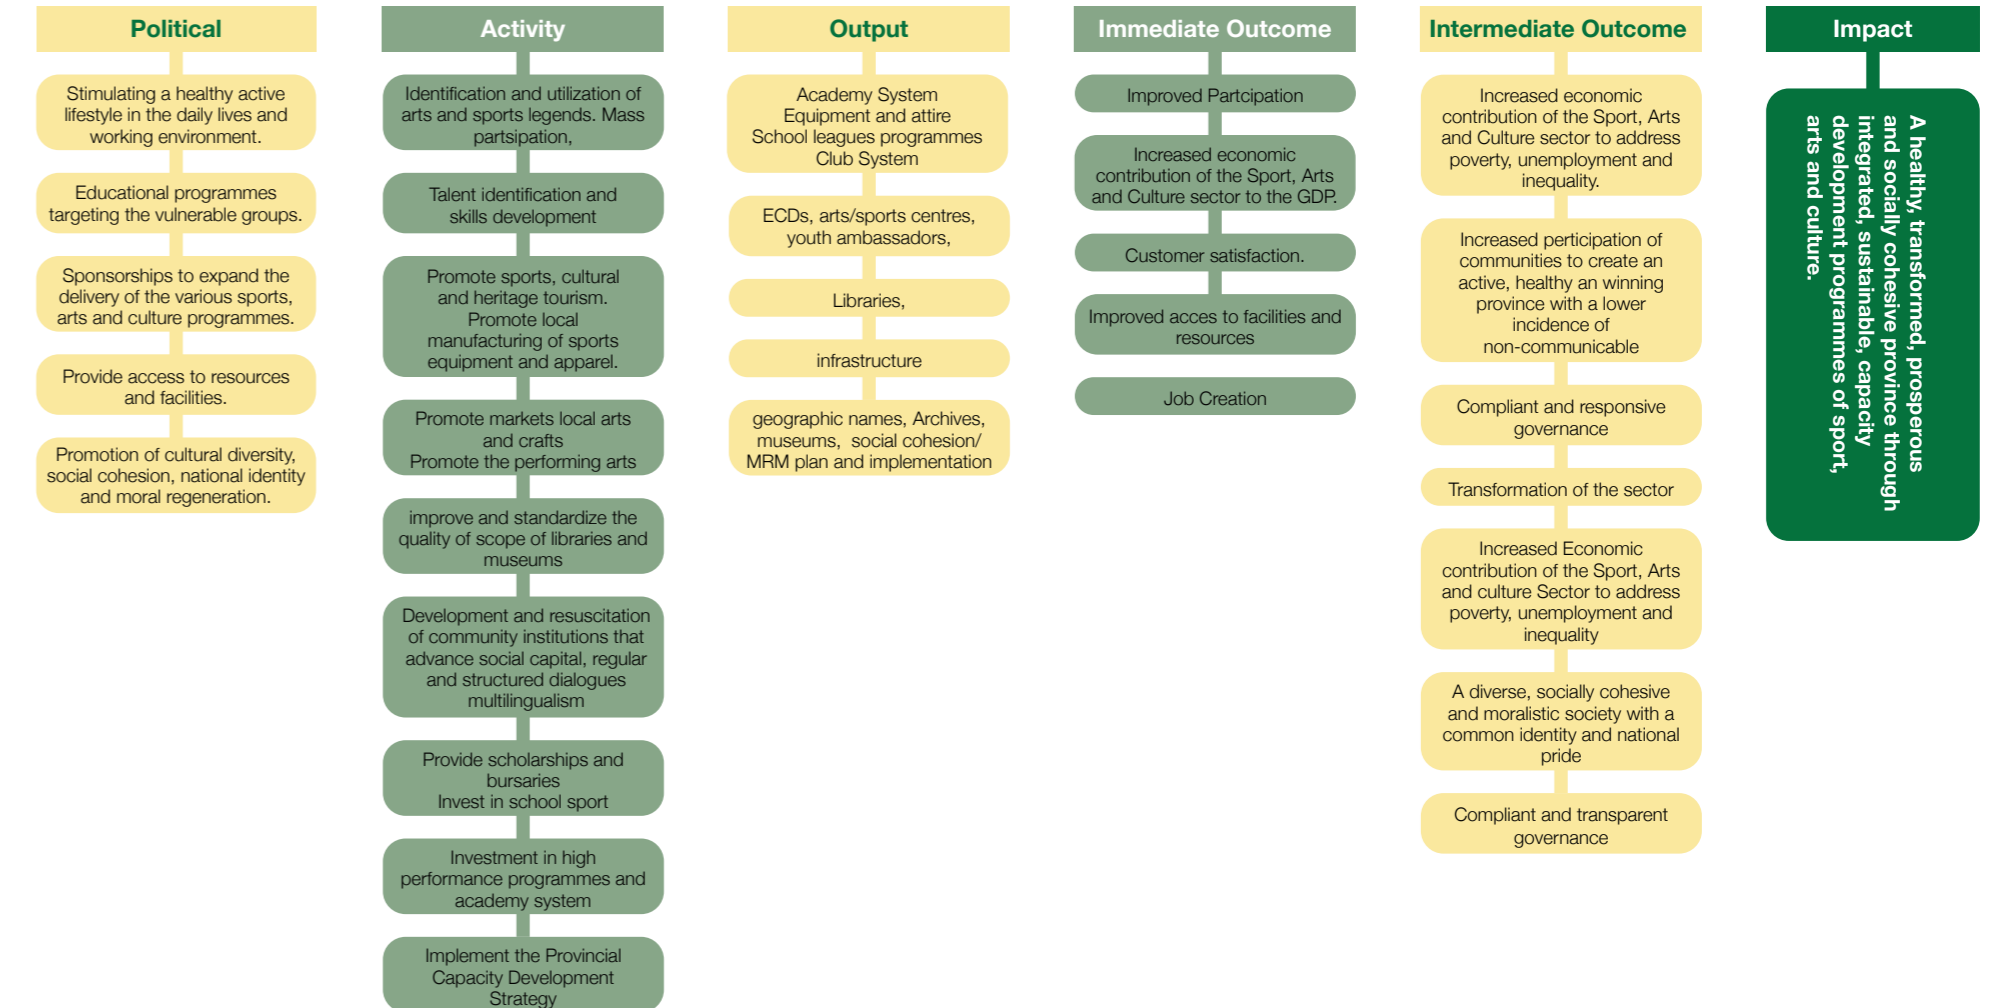 Political
Stimulating a healthy active
lifestyle in the daily lives and
working environment.
Educational programmes
targeting the vulnerable groups.
Sponsorships to expand the
delivery of the various sports,
arts and culture programmes.
Provide access to resources
and facilities.
Promotion of cultural diversity,
social cohesion, national identity
and moral regeneration.
Activity
Identification and utilization of
arts and sports legends. Mass
partsipation,
Talent identification and
skills development
Promote sports, cultural
and heritage tourism.
Promote local
manufacturing of sports
equipment and apparel.
Promote markets local arts
and crafts
Promote the performing arts
improve and standardize the
quality of scope of libraries and
museums
Development and resuscitation
of community institutions that
advance social capital, regular
and structured dialogues
multilingualism
Provide scholarships and
bursaries
Invest in school sport
Investment in high
performance programmes and
academy system
Implement the Provincial
Capacity Development
Strategy
Output
Academy System
Equipment and attire
School leagues programmes
Club System
ECDs, arts/sports centres,
youth ambassadors,
Libraries,
infrastructure
geographic names, Archives,
museums, social cohesion/
MRM plan and implementation
Immediate Outcome
Improved Partcipation
Increased economic
contribution of the Sport, Arts
and Culture sector to the GDP.
Customer satisfaction.
Improved acces to facilities and
resources
Job Creation
Intermediate Outcome
Increased economic
contribution of the Sport, Arts
and Culture sector to address
poverty, unemployment and
inequality.
Increased perticipation of
communities to create an
active, healthy an winning
province with a lower
incidence of
non-communicable
Compliant and responsive
governance
Transformation of the sector
Increased Economic
contribution of the Sport, Arts
and culture Sector to address
poverty, unemployment and
inequality
A diverse, socially cohesive
and moralistic society with a
common identity and national
pride
Compliant and transparent
governance
Impact
A healthy, transformed, prosperous
and socially cohesive province through
integrated, sustainable, capacity
development programmes of sport,
arts and culture.